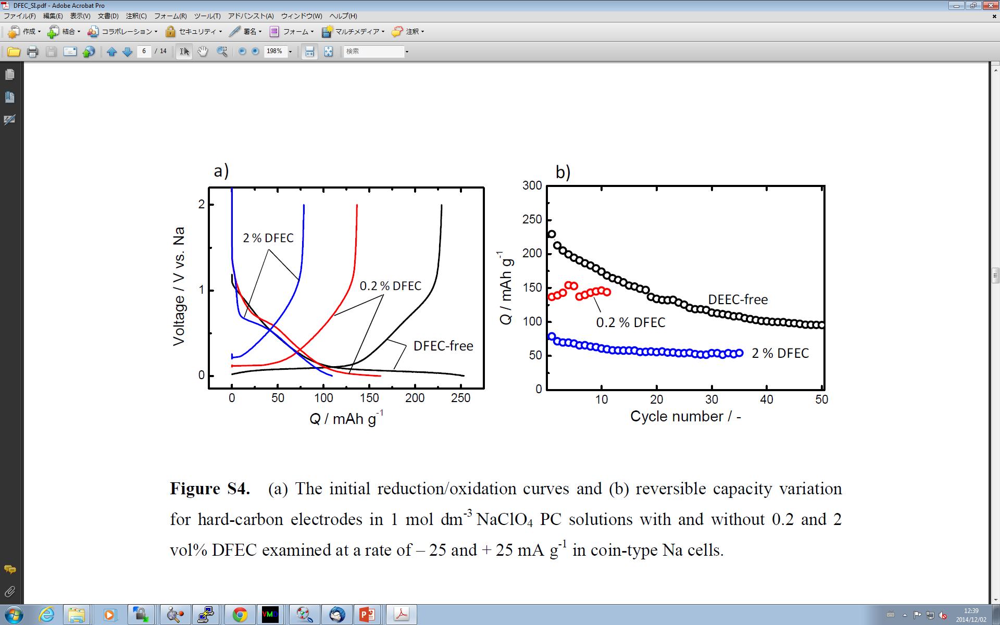 DFEC_SI.pdf - Adobe Acrobat Pro
ファイル(F) 編集(E) 表示(V) 文書(D) 注釈(C) フォーム(R) ツール(T) アドバンスト(A) ウィンドウ(W) ヘルプ(H)
作成 結合 コラボレーション セキュリティ 署名 フォーム マルチメディア 注釈
6 / 14 198% 検索
a)
2
1
0
Voltage / V vs. Na
2 % DFEC
0.2 % DFEC
DFEC-free
0 50 100 150 200 250
Q / mAh g-1
b)
300
250
200
150
100
50
0
Q / mAh g-1
DEEC-free
0.2 % DFEC
2 % DFEC
10 20 30 40 50
Cycle number / -
Figure S4. (a) The initial reduction/oxidation curves and (b) reversible capacity variation
for hard-carbon electrodes in 1 mol dm-3 NaClO4 PC solutions with and without 0.2 and 2
vol% DFEC examined at a rate of – 25 and + 25 mA g-1 in coin-type Na cells.
VMD
12:39
2014/12/02